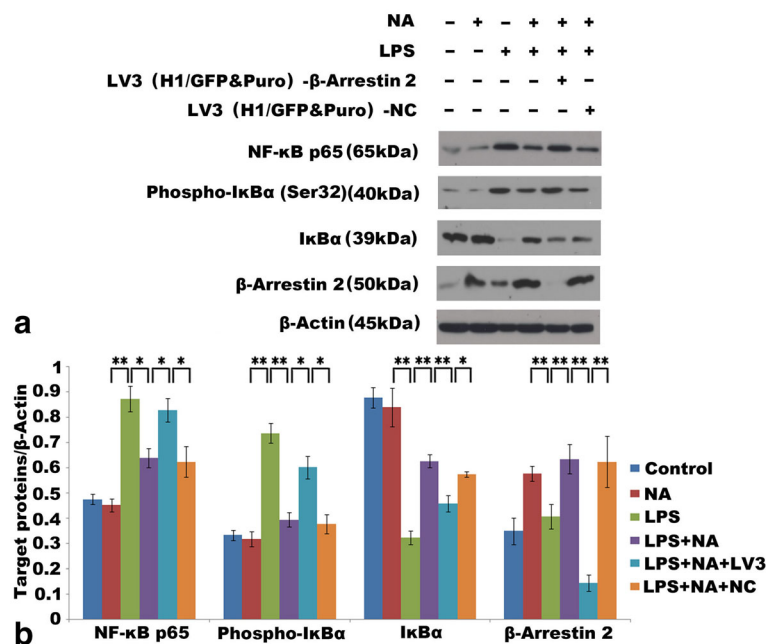 NA - + - + + +
LPS - - + + + +
LV3 (H1/GFP&Puro) -β-Arrestin 2 - - - - + -
LV3 (H1/GFP&Puro) -NC - - - - - +
NF-κB p65 (65kDa)
Phospho-IκBα (Ser32) (40kDa)
IκBα (39kDa)
β-Arrestin 2 (50kDa)
β-Actin (45kDa)
a
Target proteins/β-Actin
1
0.9
0.8
0.7
0.6
0.5
0.4
0.3
0.2
0.1
0
** * * *
** ** * *
** ** ** *
** ** ** **
Control
NA
LPS
LPS+NA
LPS+NA+LV3
LPS+NA+NC
NF-κB p65
Phospho-IκBα
IκBα
β-Arrestin 2
b